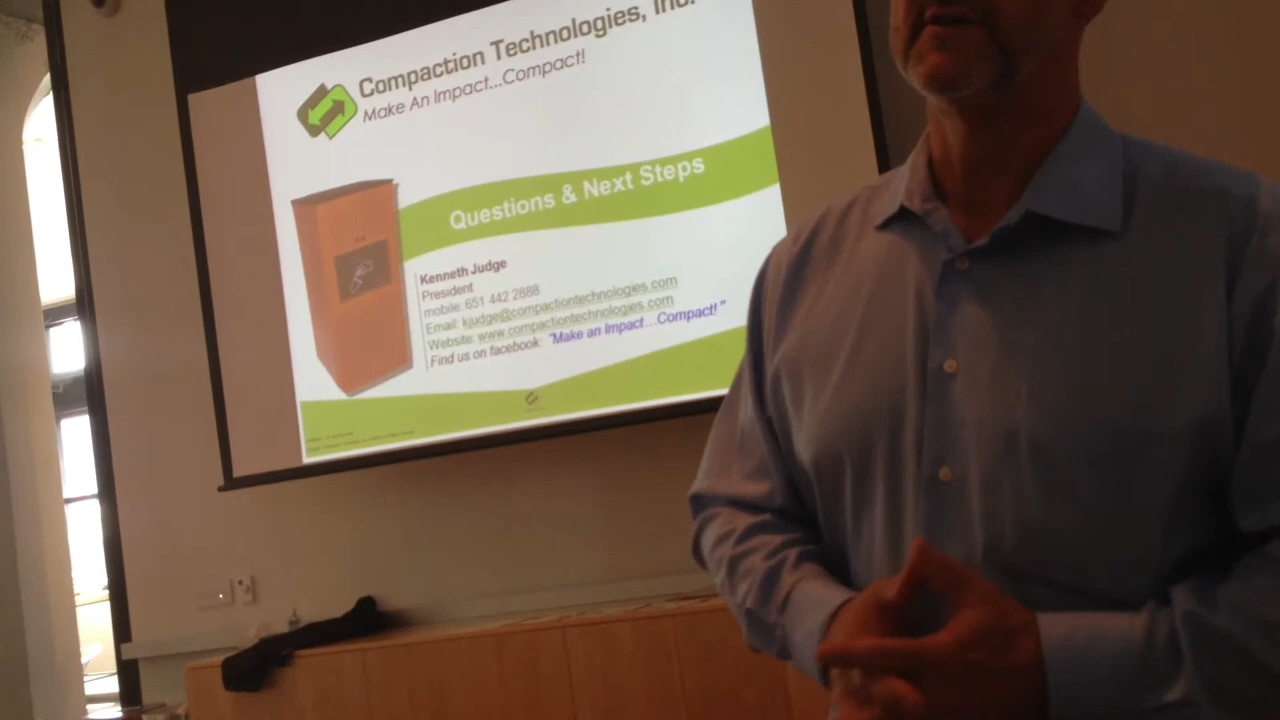 Compaction Technologies, Inc.
Make An Impact...Compact!
Questions & Next Steps
Kenneth Judge
President
mobile: 651 442 2888
Email: kjudge@compactiontechnologies.com
Website: www.compactiontechnologies.com
Find us on facebook: "Make an Impact...Compact!"